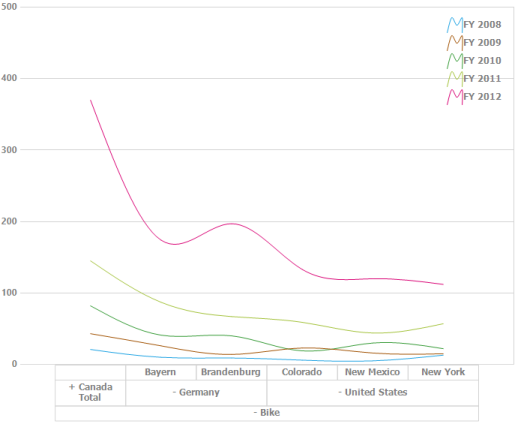 500
FY 2008
FY 2009
400
FY 2010
FY 2011
FY 2012
300
200
100
0
Bayern Brandenburg Colorado New Mexico New York
+ Canada
Total
- Germany - United States
- Bike